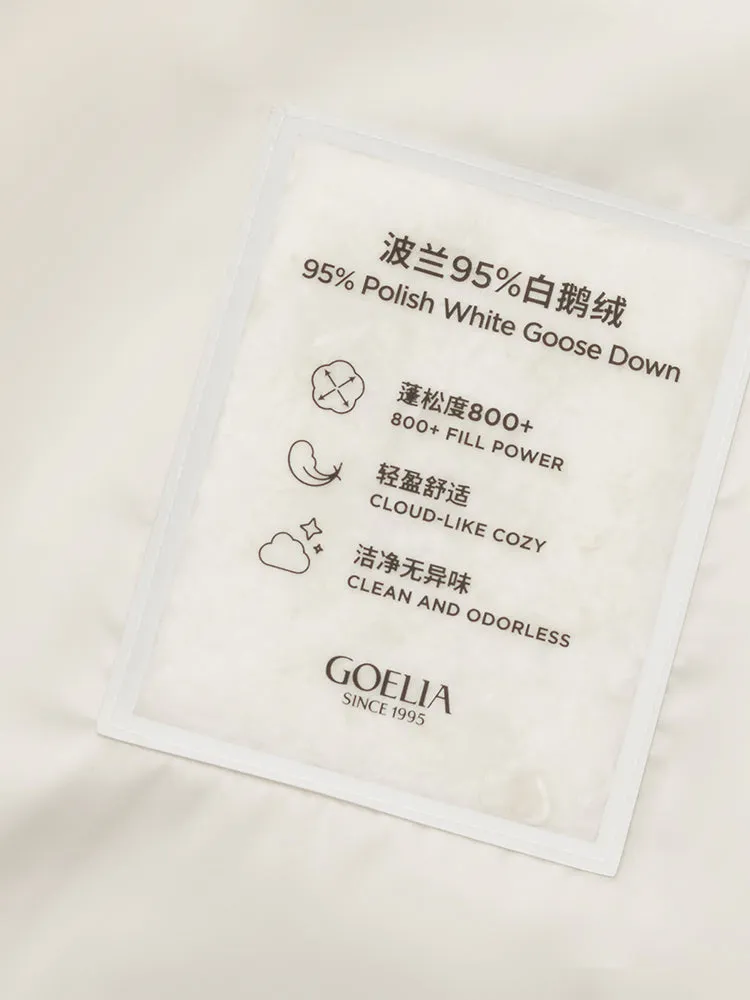 波兰95%白鹅绒
95% Polish White Goose Down
蓬松度800+
800+ FILL POWER
轻盈舒适
CLOUD-LIKE COZY
洁净无异味
CLEAN AND ODORLESS
GOELIA
SINCE 1995